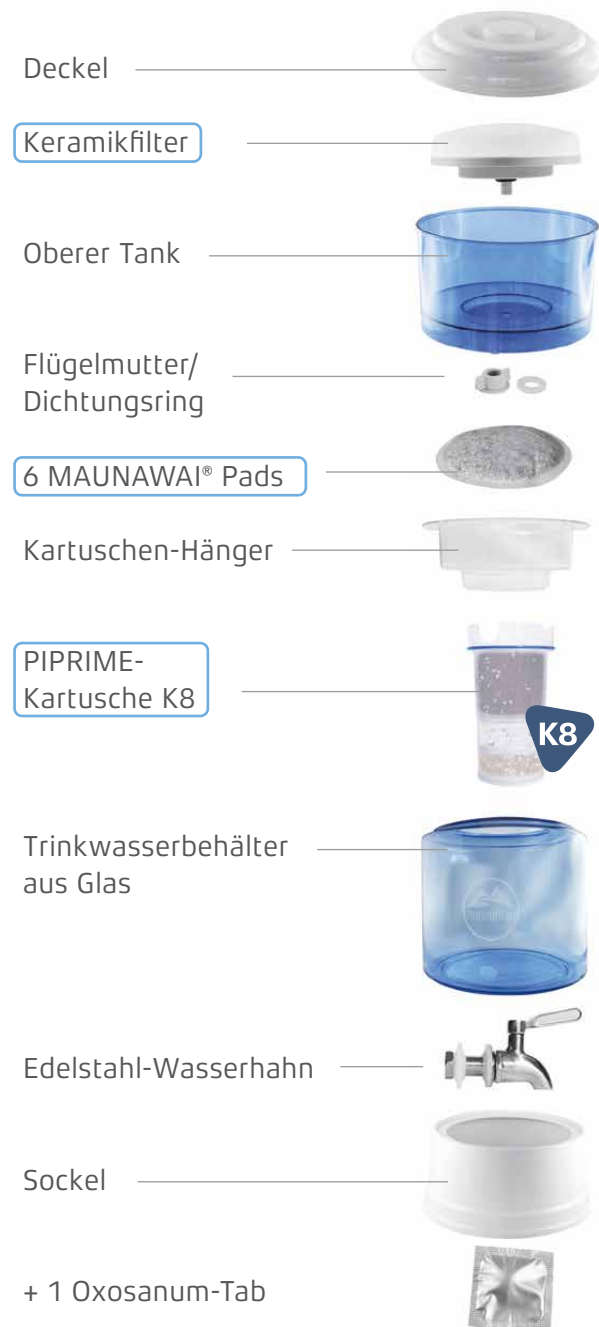 Deckel
Keramikfilter
Oberer Tank
Flügelmutter/
Dichtungsring
6 MAUNAWAI® Pads
Kartuschen-Hänger
PIPRIME-
Kartusche K8
K8
Trinkwasserbehälter
aus Glas
Edelstahl-Wasserhahn
Sockel
+ 1 Oxosanum-Tab